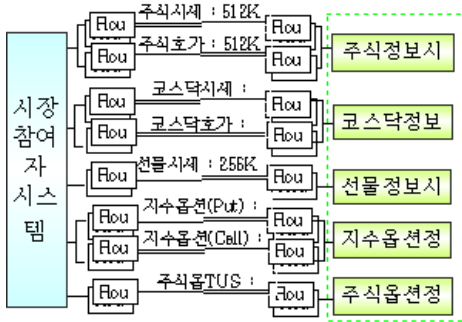 시장
참여
자
시스
템
Rou
주식시세 : 512K
Rou
Rou
주식호가 : 512K
Rou
주식정보시
Rou
코스닥시세 :
Rou
Rou
코스닥호가 :
Rou
코스닥정보
Rou
선물시세 : 256K
Rou
선물정보시
Rou
지수옵션(Put) :
Rou
Rou
지수옵션(Call) :
Rou
지수옵션정
Rou
주식옵TUS :
Rou
주식옵션정